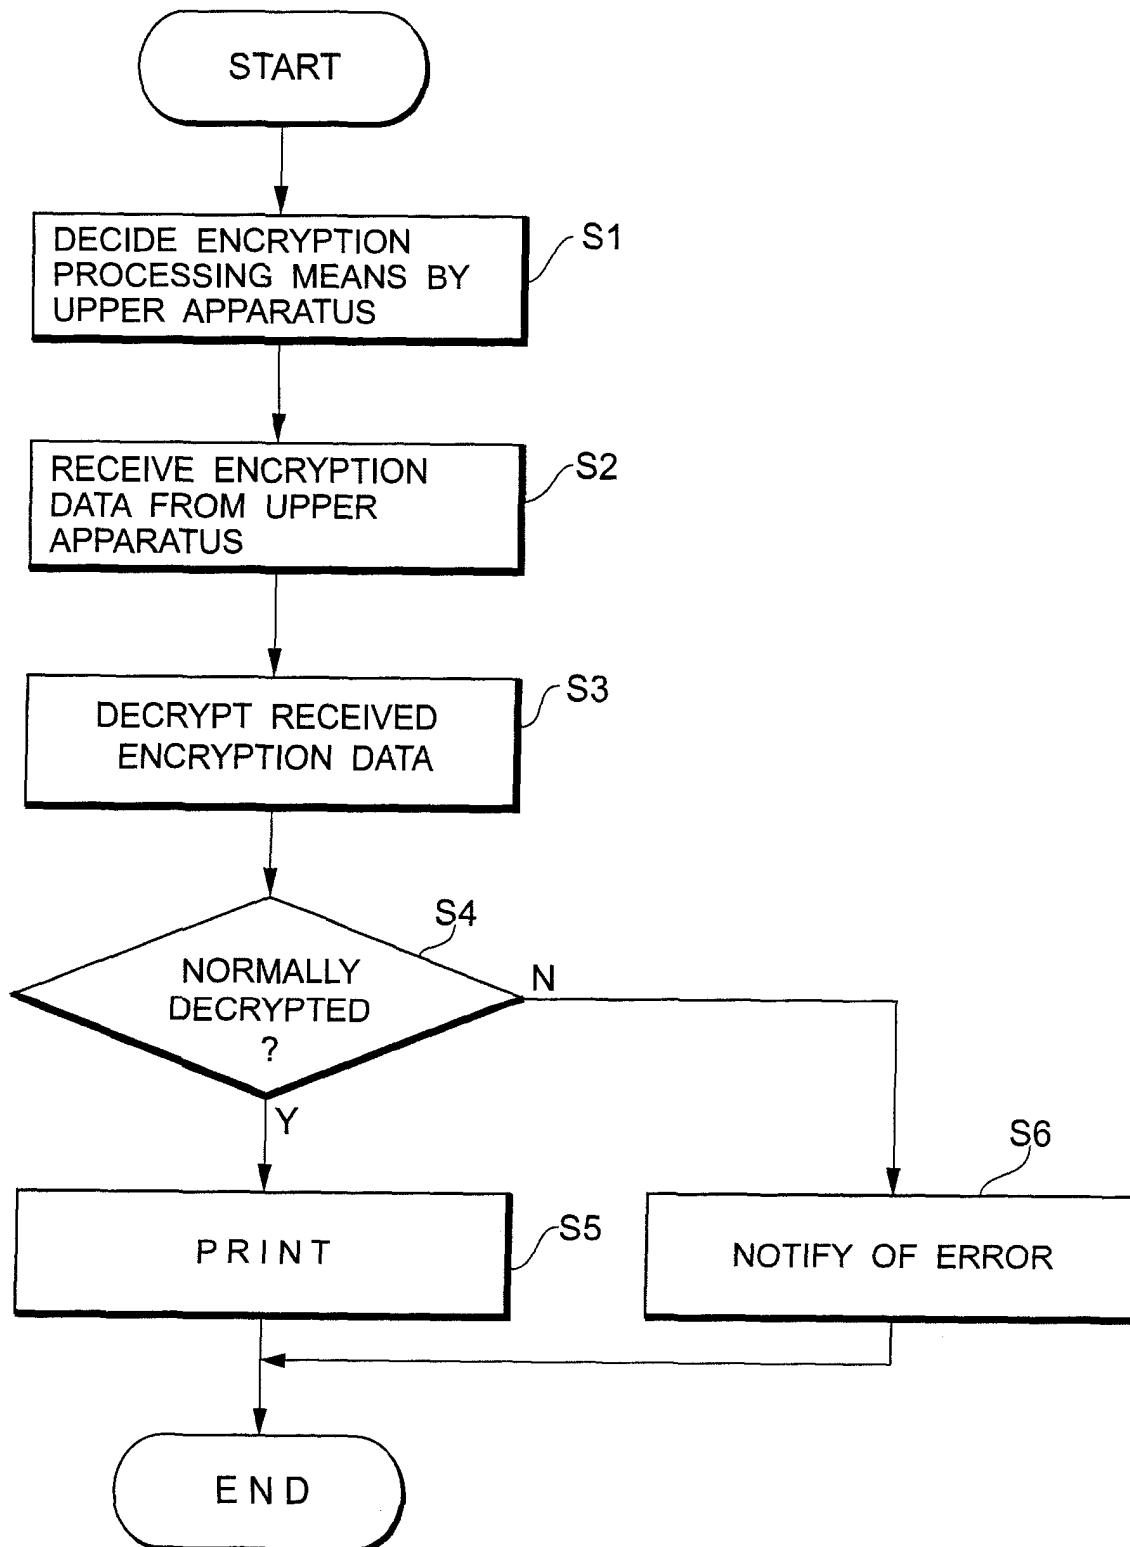 START
DECIDE ENCRYPTION
PROCESSING MEANS BY
UPPER APPARATUS
S1
RECEIVE ENCRYPTION
DATA FROM UPPER
APPARATUS
S2
DECRYPT RECEIVED
ENCRYPTION DATA
S3
S4
NORMALLY
DECRYPTED
?
N
Y
PRINT
S5
S6
NOTIFY OF ERROR
END